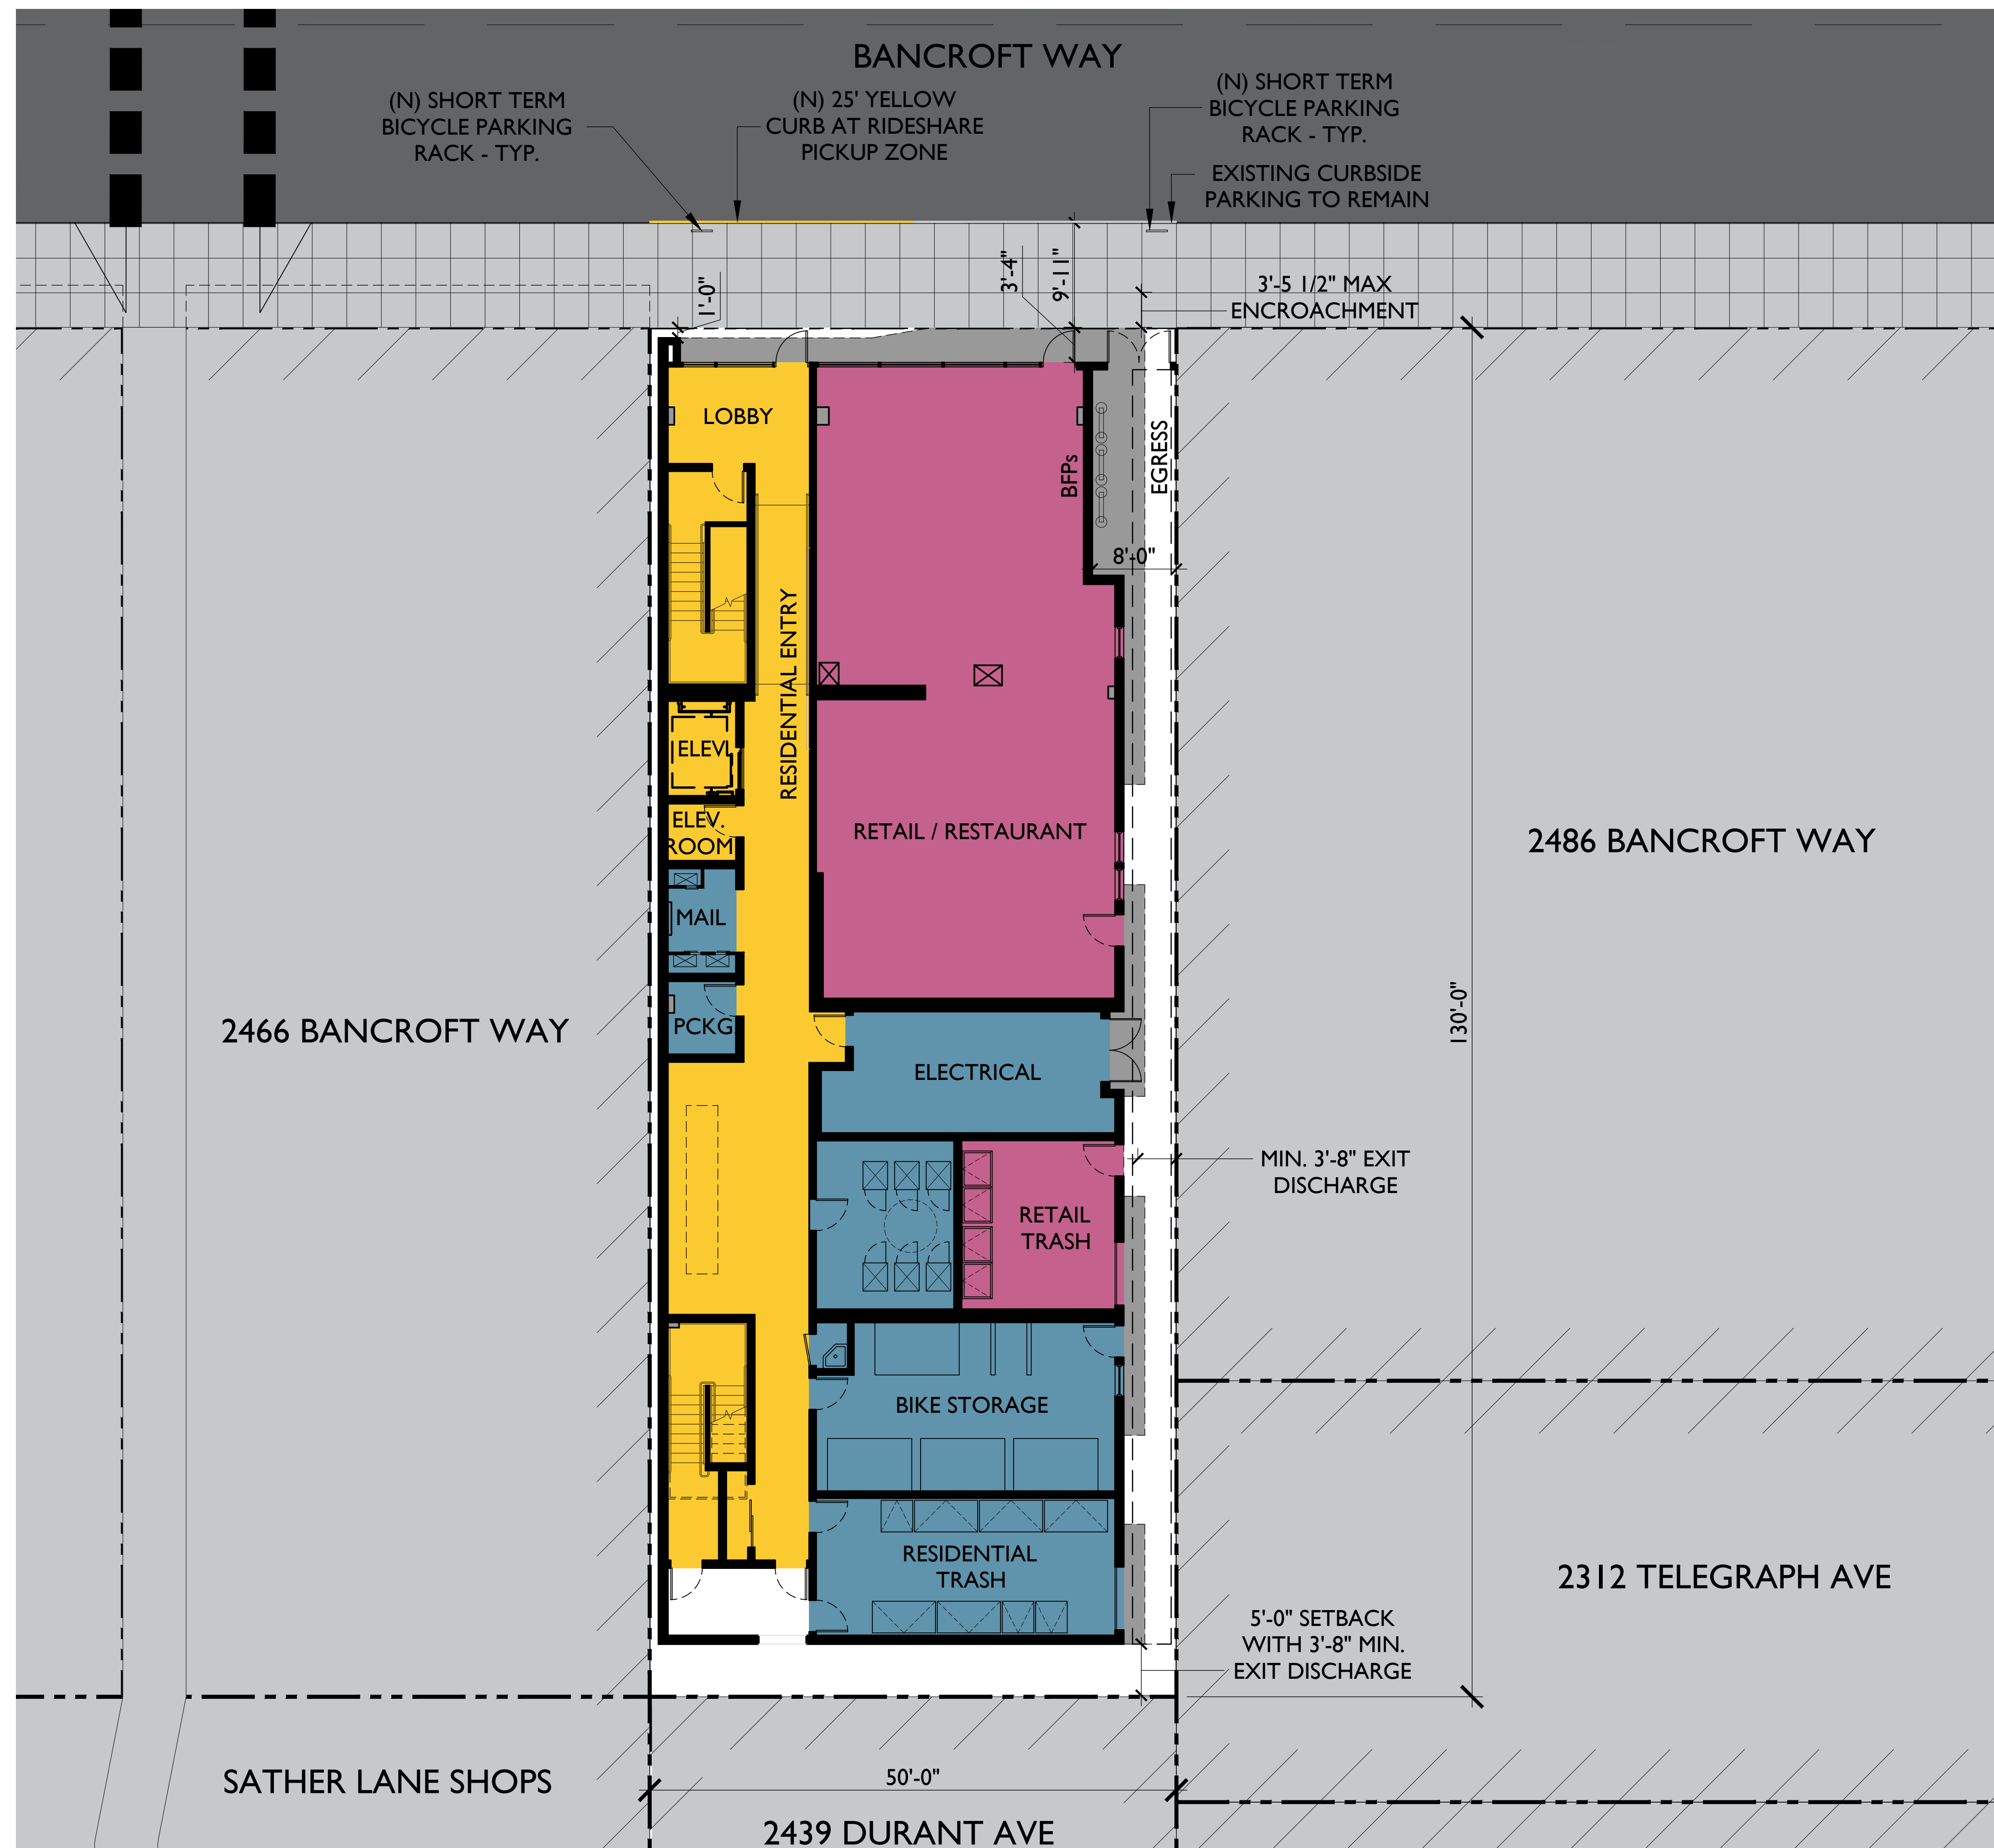 BANCROFT WAY
(N) SHORT TERM
BICYCLE PARKING
RACK - TYP.
(N) 25' YELLOW
CURB AT RIDESHARE
PICKUP ZONE
(N) SHORT TERM
BICYCLE PARKING
RACK - TYP.
EXISTING CURBSIDE
PARKING TO REMAIN
1'-0"
3'-4"
9'-11"
3'-5 1/2" MAX
ENCROACHMENT
LOBBY
BFPs
EGRESS
8'-0"
RESIDENTIAL ENTRY
ELEV.
ELEV.
ROOM
RETAIL / RESTAURANT
2486 BANCROFT WAY
MAIL
130'-0"
2466 BANCROFT WAY
PCKG
ELECTRICAL
MIN. 3'-8" EXIT
DISCHARGE
RETAIL
TRASH
BIKE STORAGE
RESIDENTIAL
TRASH
2312 TELEGRAPH AVE
5'-0" SETBACK
WITH 3'-8" MIN.
EXIT DISCHARGE
SATHER LANE SHOPS
50'-0"
2439 DURANT AVE